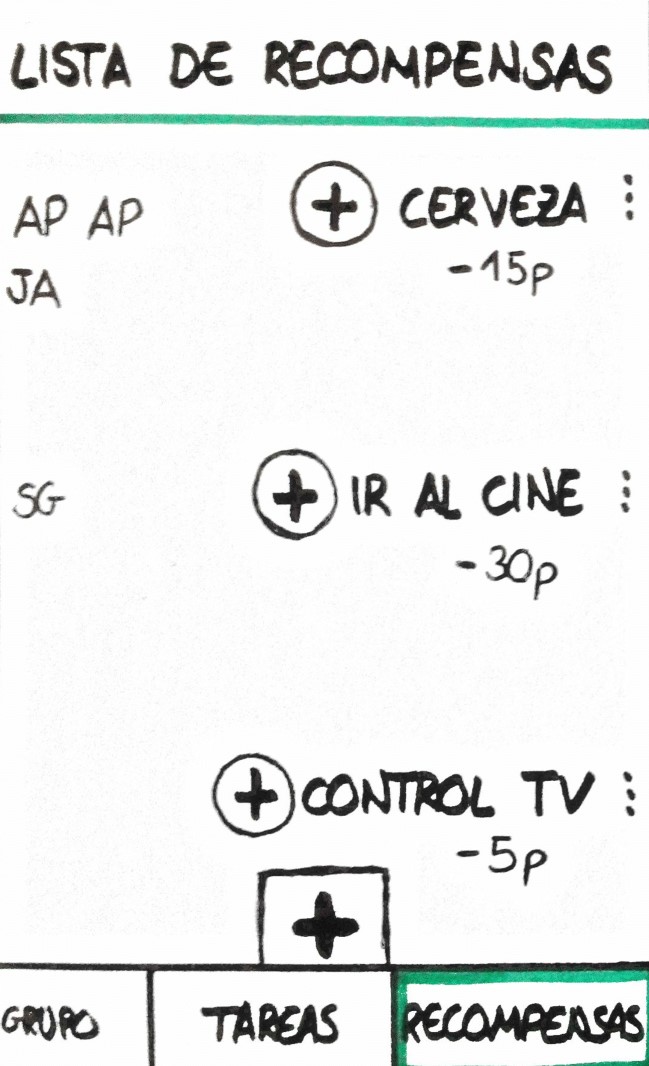 LISTA DE RECOMPENSAS
AP AP + CERVEZA
JA -15p
SG + IR AL CINE
-30p
+ CONTROL TV
-5p
+
GRUPO TAREAS RECOMPENSAS